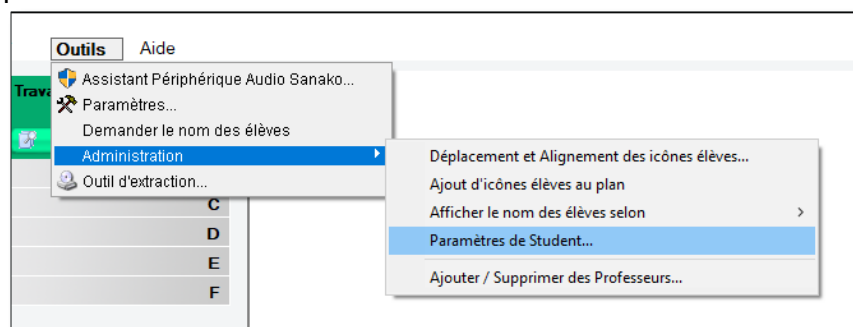 Outils Aide
Assistant Périphérique Audio Sanako...
Trava
Paramètres...
Demander le nom des élèves
Administration
Outil d'extraction...
Déplacement et Alignement des icônes élèves...
Ajout d'icônes élèves au plan
Afficher le nom des élèves selon
Paramètres de Student...
Ajouter / Supprimer des Professeurs...
C
D
E
F